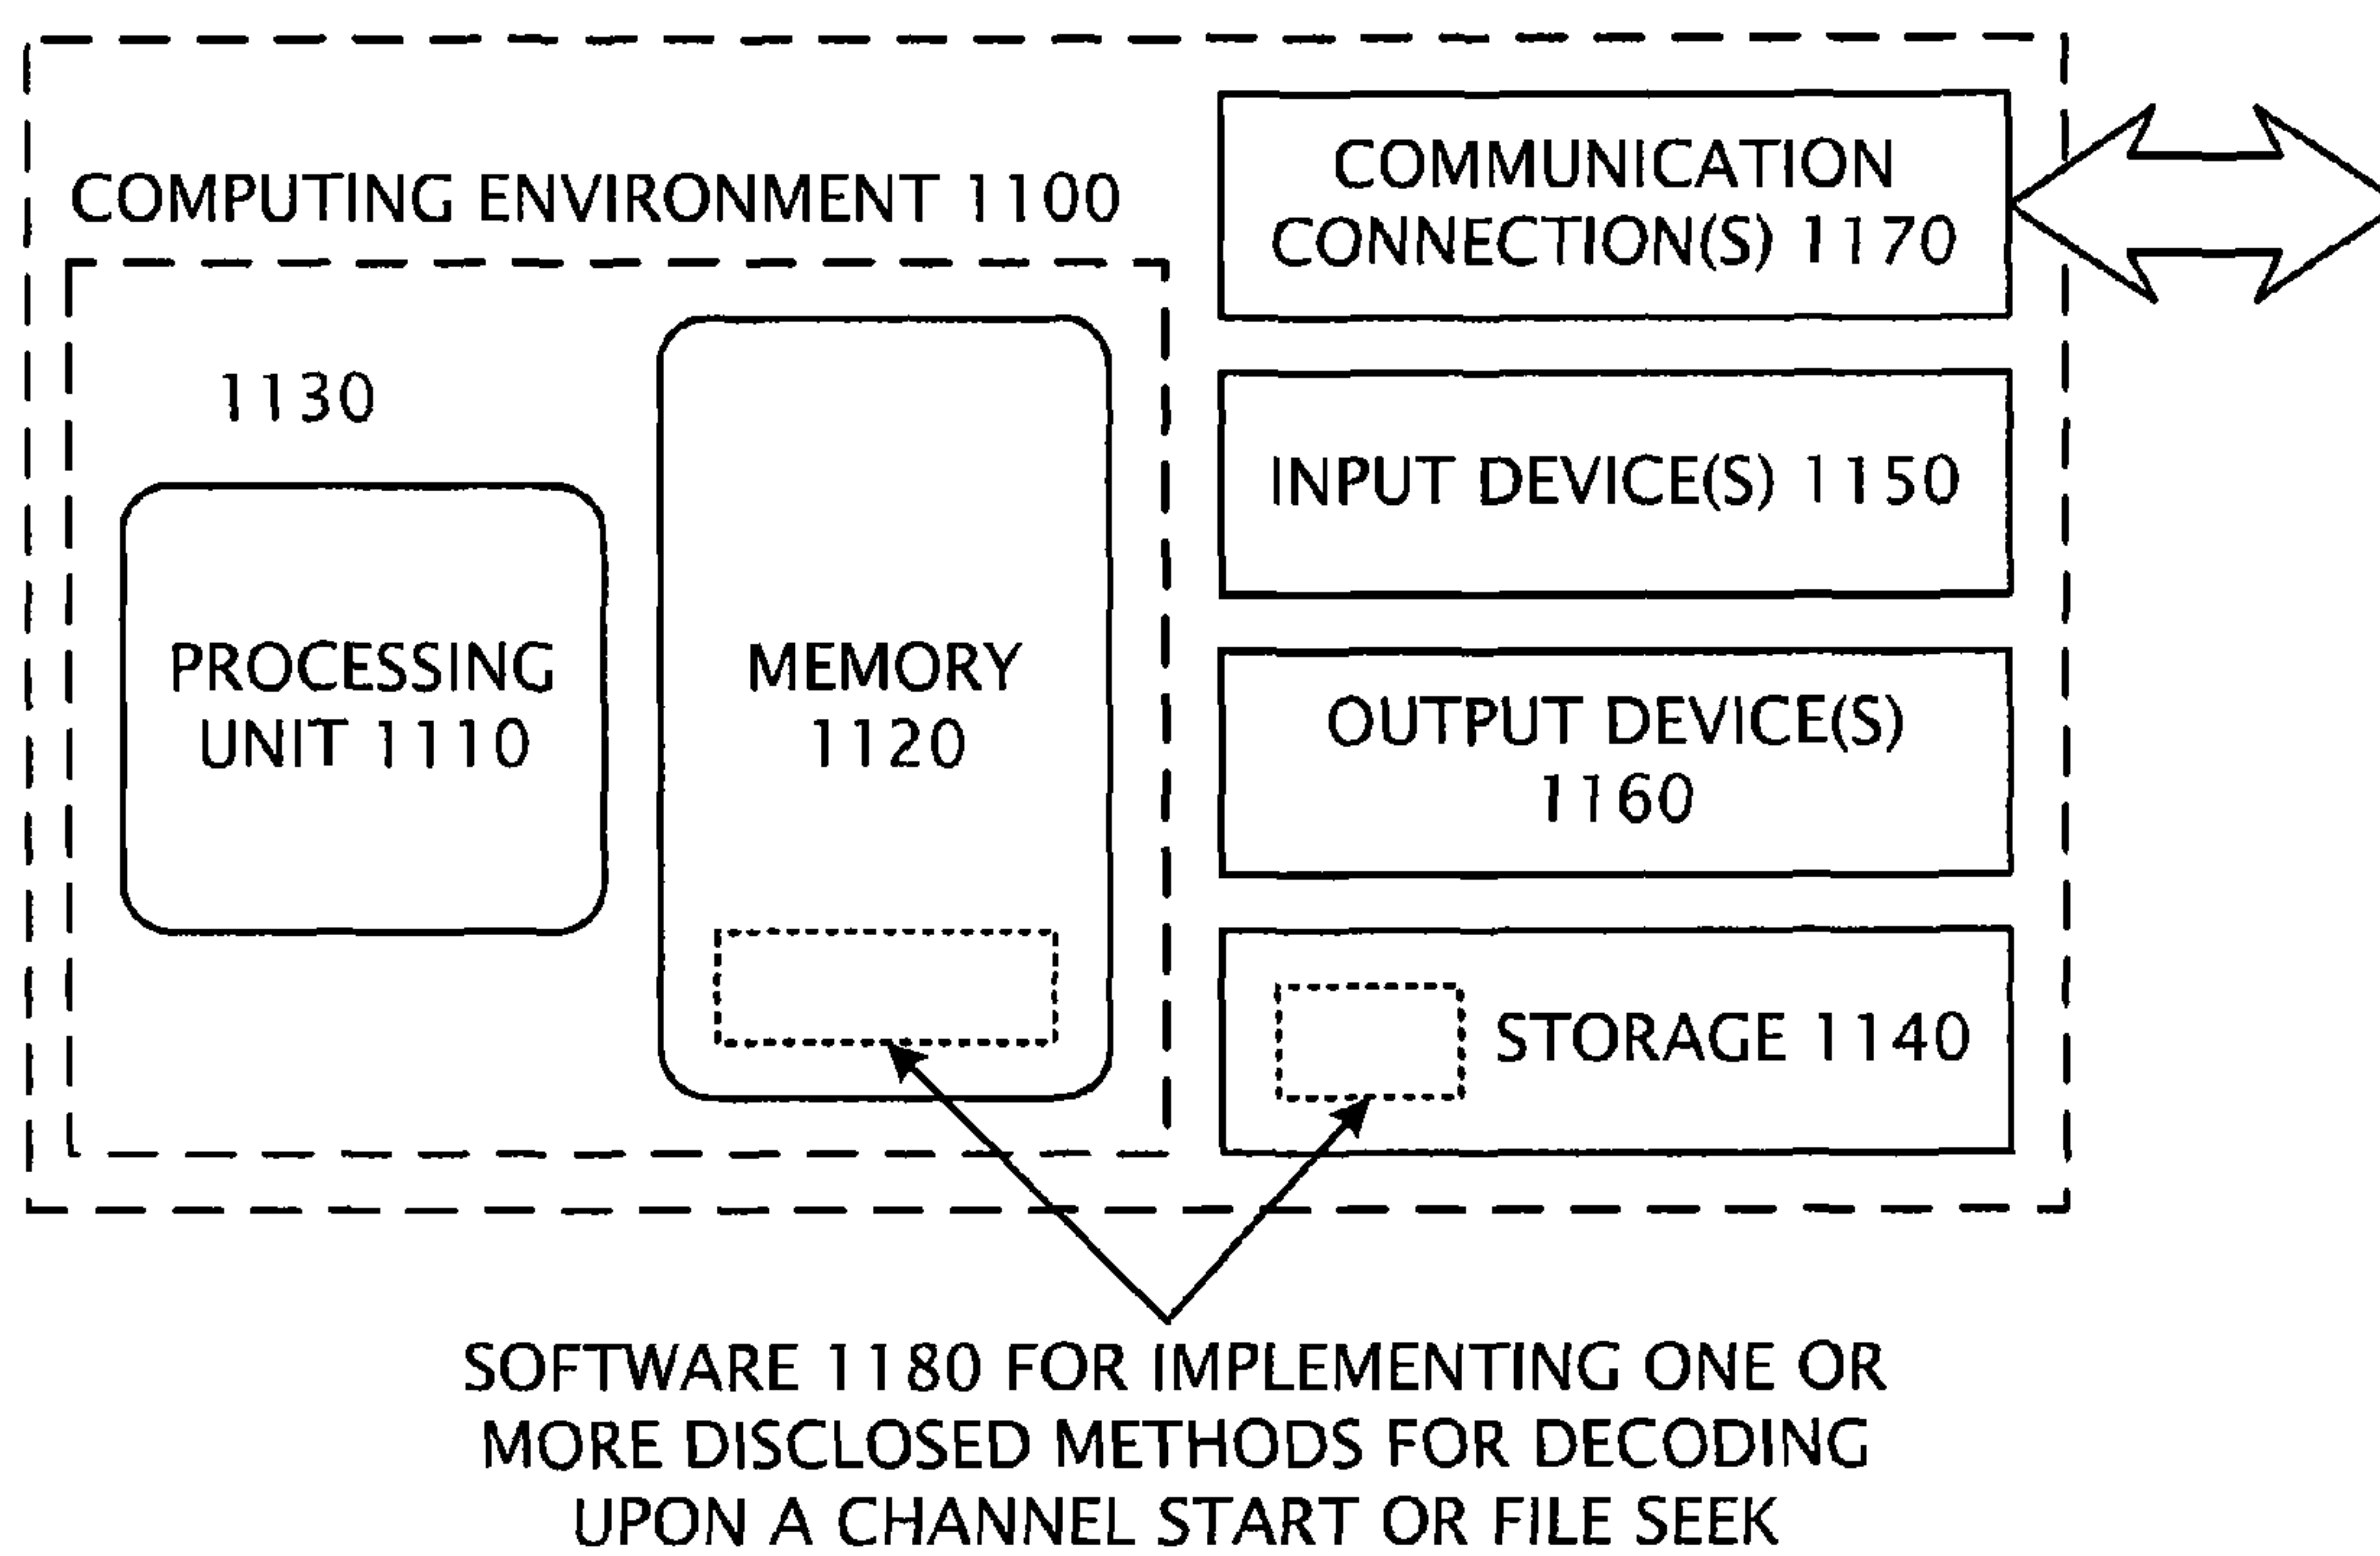 COMPUTING ENVIRONMENT 1100
1130
PROCESSING
UNIT 1110
MEMORY
1120
COMMUNICATION
CONNECTION(S) 1170
INPUT DEVICE(S) 1150
OUTPUT DEVICE(S)
1160
STORAGE 1140
SOFTWARE 1180 FOR IMPLEMENTING ONE OR
MORE DISCLOSED METHODS FOR DECODING
UPON A CHANNEL START OR FILE SEEK